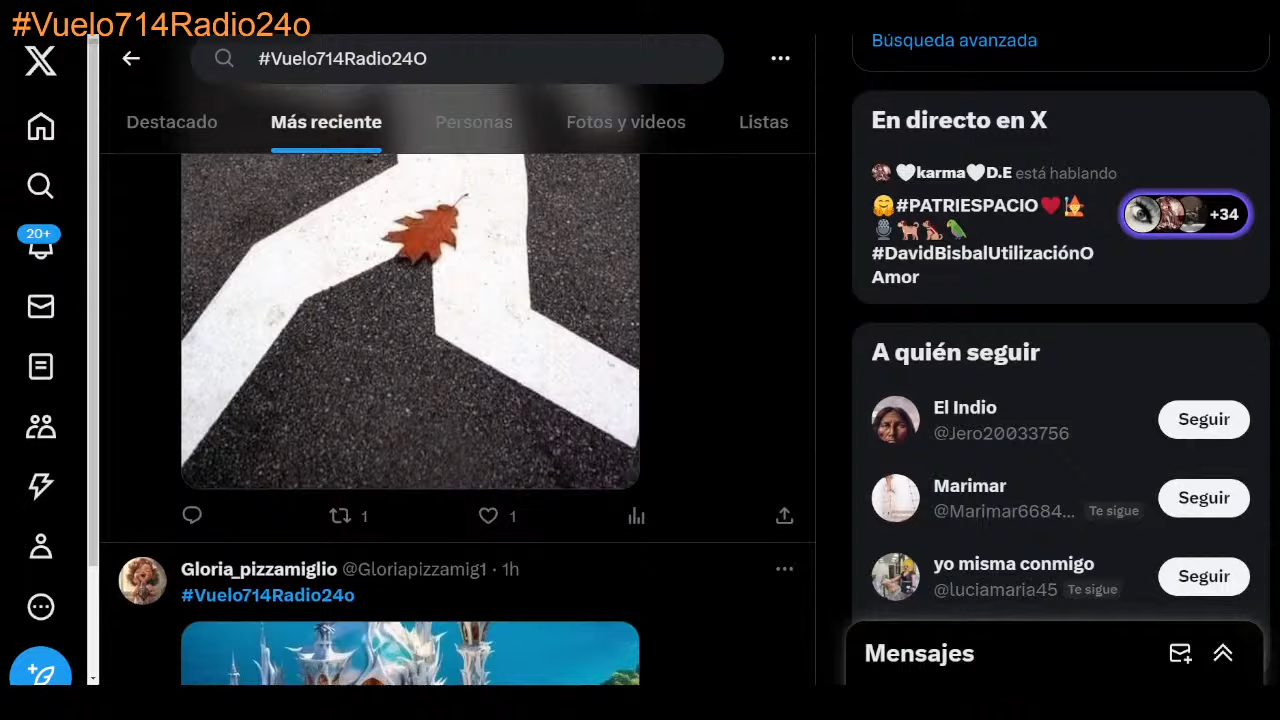 #Vuelo714Radio24o
#Vuelo714Radio24O
Destacado
Más reciente
Personas
Fotos y videos
Listas
20+
1
1
Gloria_pizzamiglio @Gloriapizzamig1 · 1h
#Vuelo714Radio24o
Búsqueda avanzada
En directo en X
karma D.E está hablando
#PATRIESPACIO
#DavidBisbalUtilizaciónO
Amor
+34
A quién seguir
El Indio
@Jero20033756
Seguir
Marimar
@Marimar6684... Te sigue
Seguir
yo misma conmigo
@luciamaria45 Te sigue
Seguir
Mensajes